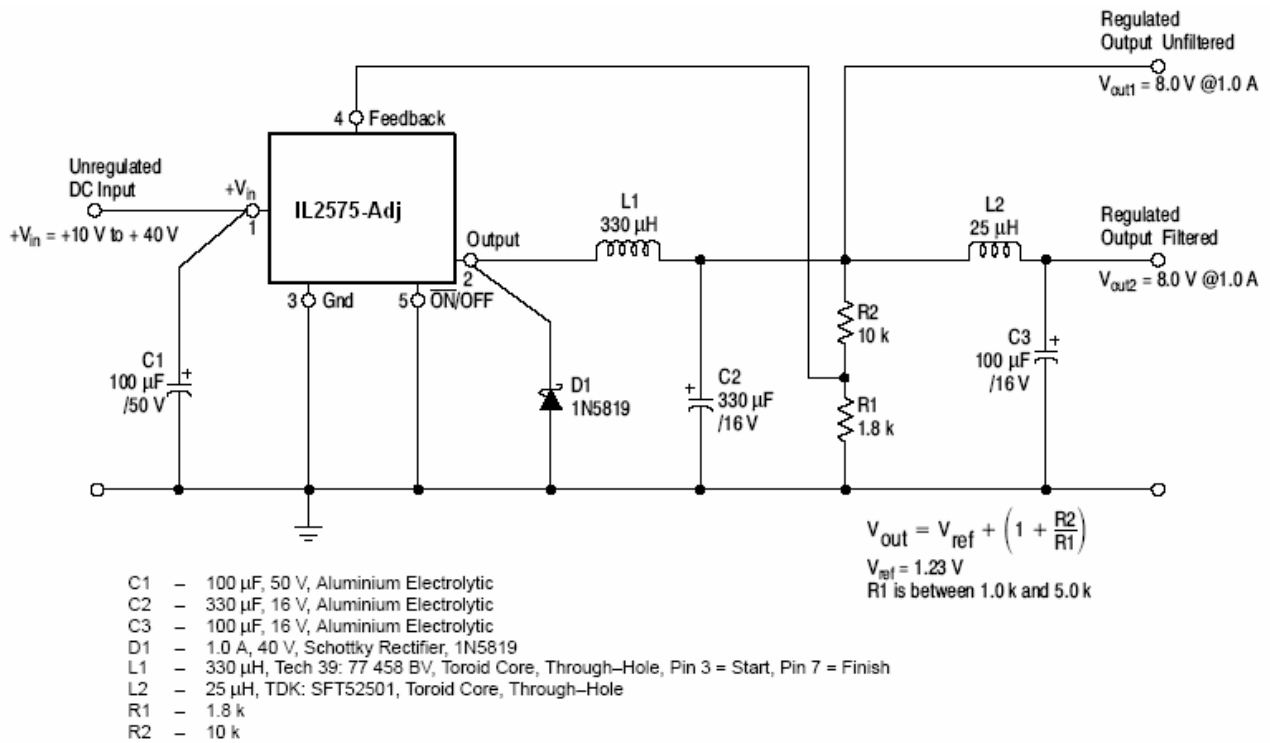 Regulated
Output Unfiltered
Vout1 = 8.0 V @1.0 A
4 Feedback
Unregulated
DC Input
+Vin = +10 V to + 40 V
+Vin
1
IL2575-Adj
Output
2
3 Gnd
5 ON/OFF
L1
330 µH
L2
25 µH
Regulated
Output Filtered
Vout2 = 8.0 V @1.0 A
C1
100 µF
/50 V
+
D1
1N5819
+
C2
330 µF
/16 V
R2
10 k
R1
1.8 k
C3
100 µF
/16 V
+
Vout = Vref + (1 + R2/R1)
Vref = 1.23 V
R1 is between 1.0 k and 5.0 k
C1 – 100 µF, 50 V, Aluminium Electrolytic
C2 – 330 µF, 16 V, Aluminium Electrolytic
C3 – 100 µF, 16 V, Aluminium Electrolytic
D1 – 1.0 A, 40 V, Schottky Rectifier, 1N5819
L1 – 330 µH, Tech 39: 77 458 BV, Toroid Core, Through–Hole, Pin 3 = Start, Pin 7 = Finish
L2 – 25 µH, TDK: SFT52501, Toroid Core, Through–Hole
R1 – 1.8 k
R2 – 10 k